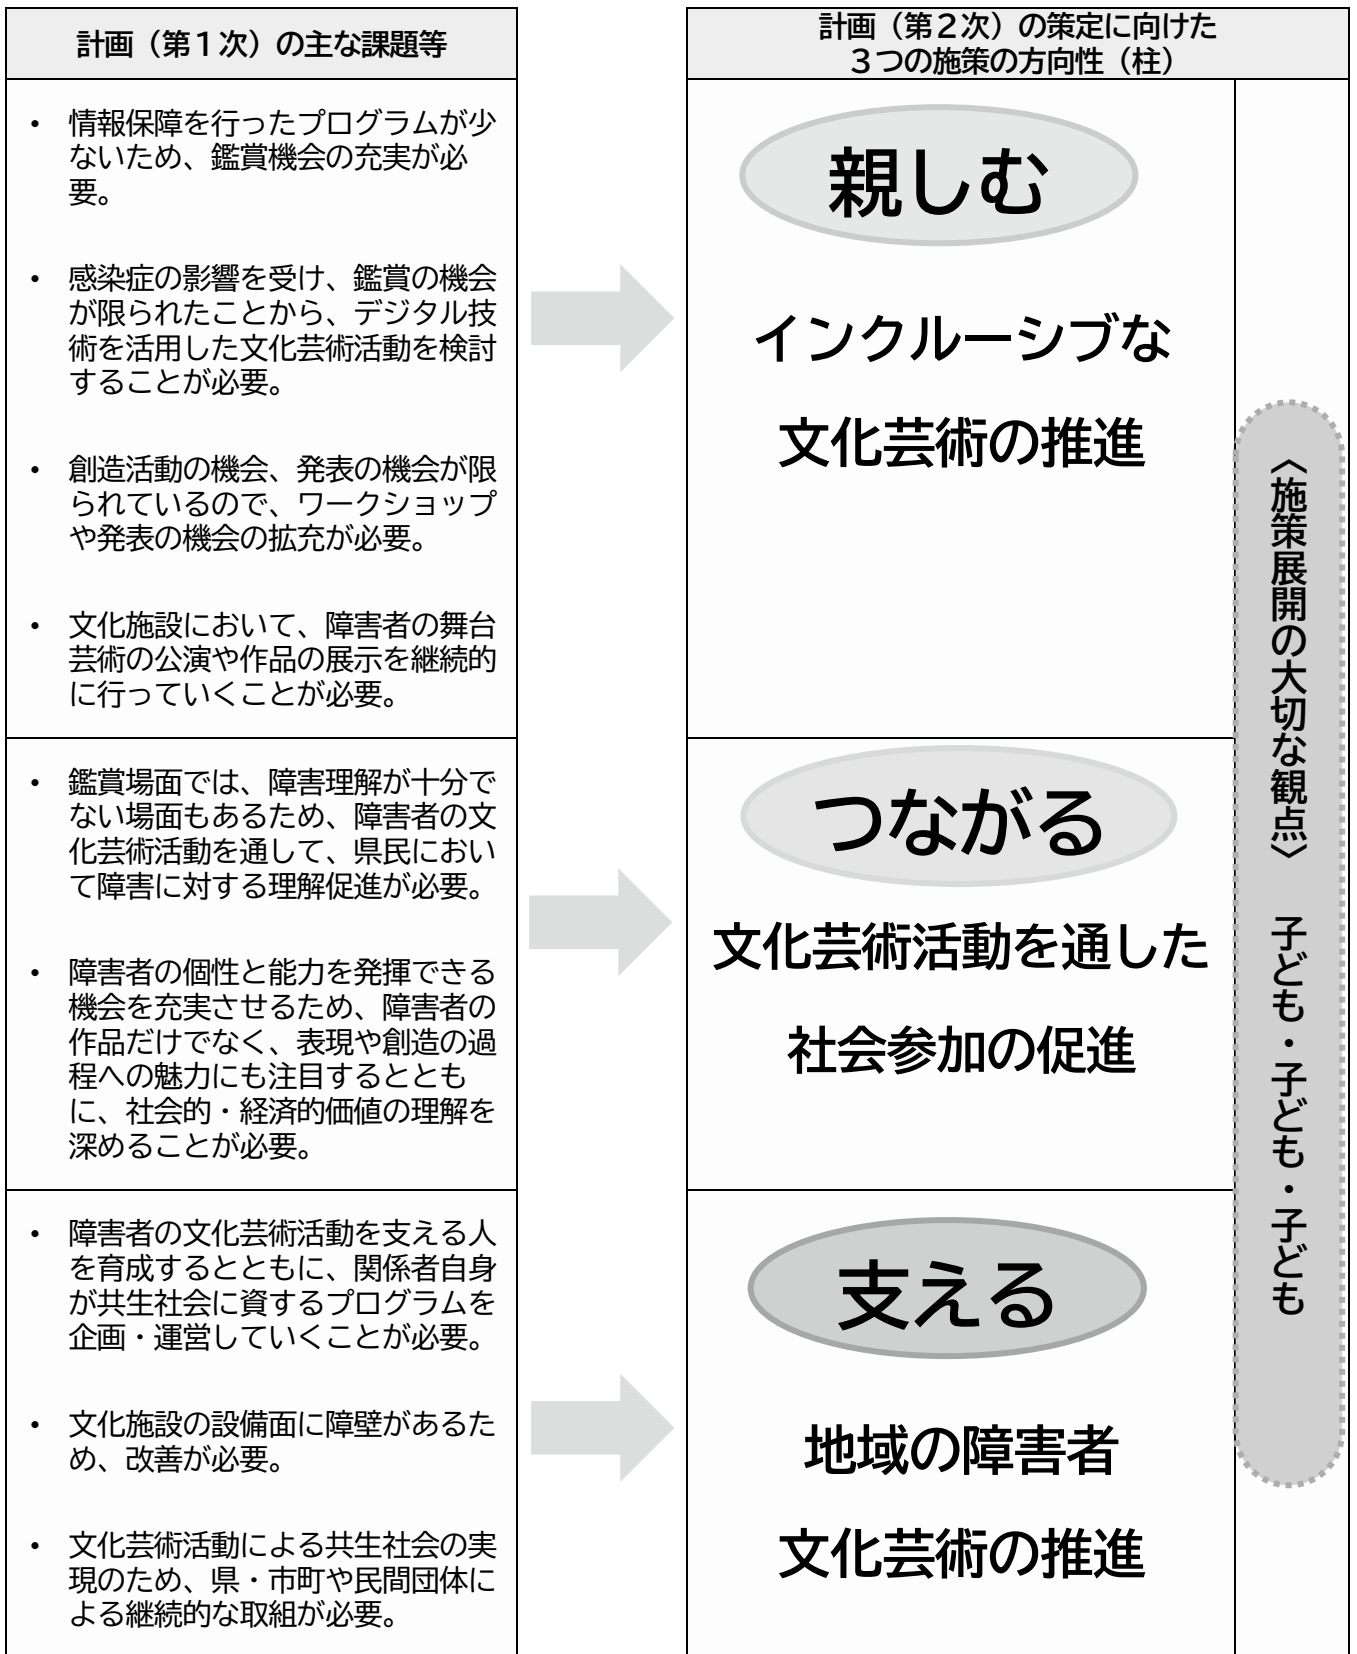 計画（第１次）の主な課題等
・ 情報保障を行ったプログラムが少
ないため、鑑賞機会の充実が必
要。
・ 感染症の影響を受け、鑑賞の機会
が限られたことから、デジタル技
術を活用した文化芸術活動を検討
することが必要。
・ 創造活動の機会、発表の機会が限
られているので、ワークショップ
や発表の機会の拡充が必要。
・ 文化施設において、障害者の舞台
芸術の公演や作品の展示を継続的
に行っていくことが必要。
・ 鑑賞場面では、障害理解が十分で
ない場面もあるため、障害者の文
化芸術活動を通して、県民におい
て障害に対する理解促進が必要。
・ 障害者の個性と能力を発揮できる
機会を充実させるため、障害者の
作品だけでなく、表現や創造の過
程への魅力にも注目するととも
に、社会的・経済的価値の理解を
深めることが必要。
・ 障害者の文化芸術活動を支える人
を育成するとともに、関係者自身
が共生社会に資するプログラムを
企画・運営していくことが必要。
・ 文化施設の設備面に障壁があるた
め、改善が必要。
・ 文化芸術活動による共生社会の実
現のため、県・市町や民間団体に
よる継続的な取組が必要。
計画（第２次）の策定に向けた
３つの施策の方向性（柱）
親しむ
インクルーシブな
文化芸術の推進
つながる
文化芸術活動を通した
社会参加の促進
支える
地域の障害者
文化芸術の推進
〈施策展開の大切な観点〉　子ども・子ども・子ども